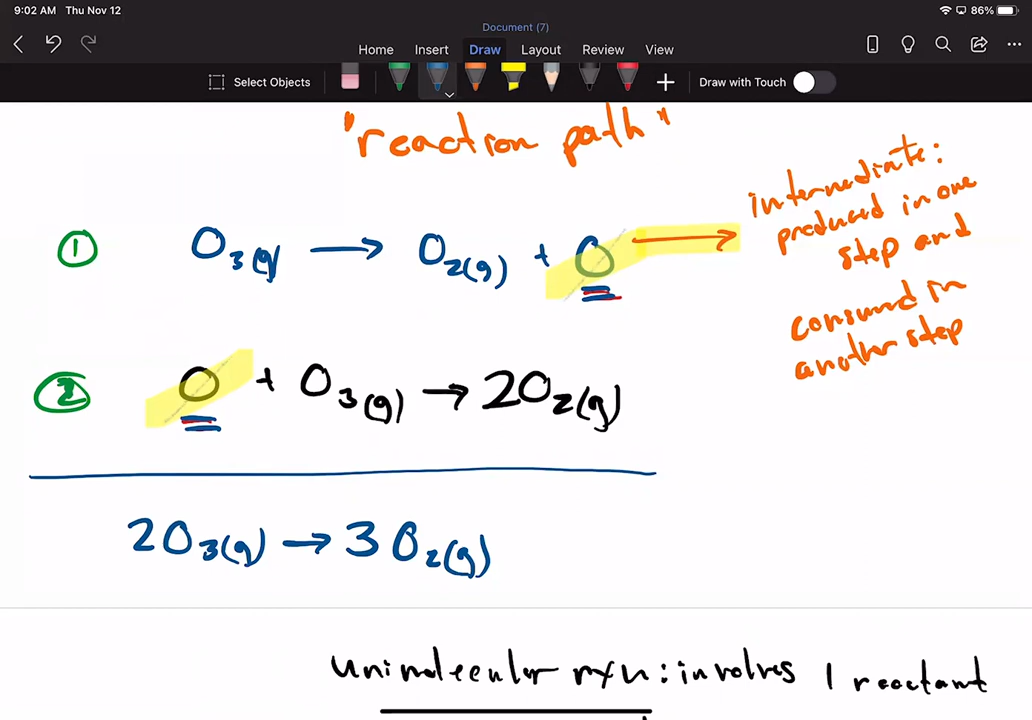 9:02 AM Thu Nov 12
86%
Document (7)
Home Insert Draw Layout Review View
Select Objects
Draw with Touch
"reaction path"
① O₃(g) → O₂(g) + O
intermediate:
produced in one
step and
consumed in
another step
② O + O₃(g) → 2O₂(g)
2O₃(g) → 3O₂(g)
Unimolecular rxn: involves 1 reactant